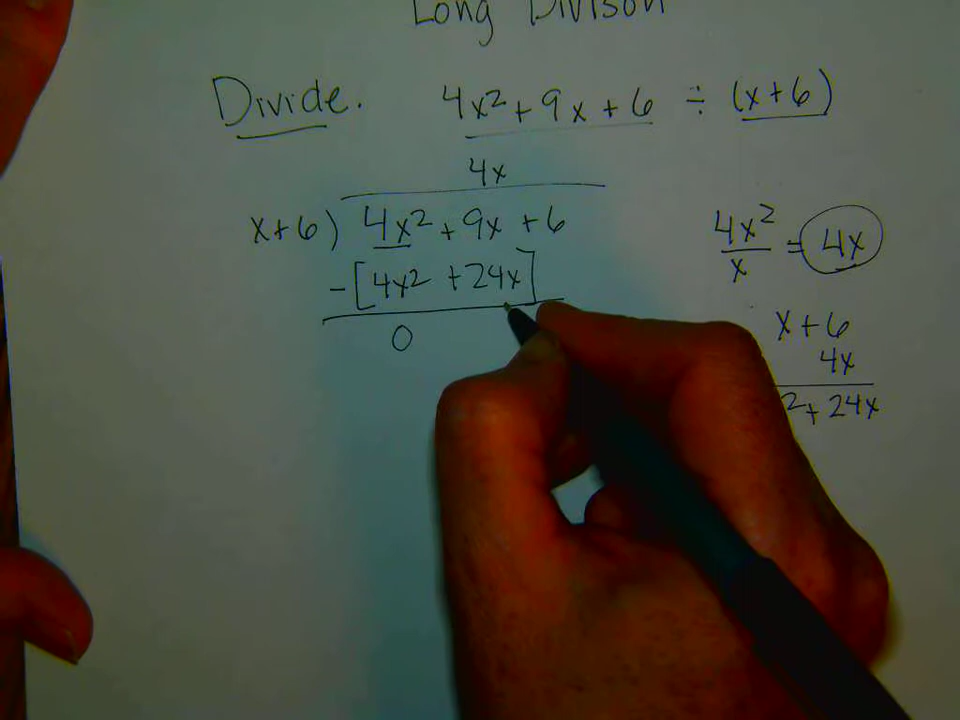 Long Divison
Divide. 4x² + 9x + 6 ÷ (x+6)
4x
x+6) 4x² + 9x + 6
-[4x² + 24x]
0
4x²/x = 4x
x+6
4x
² + 24x